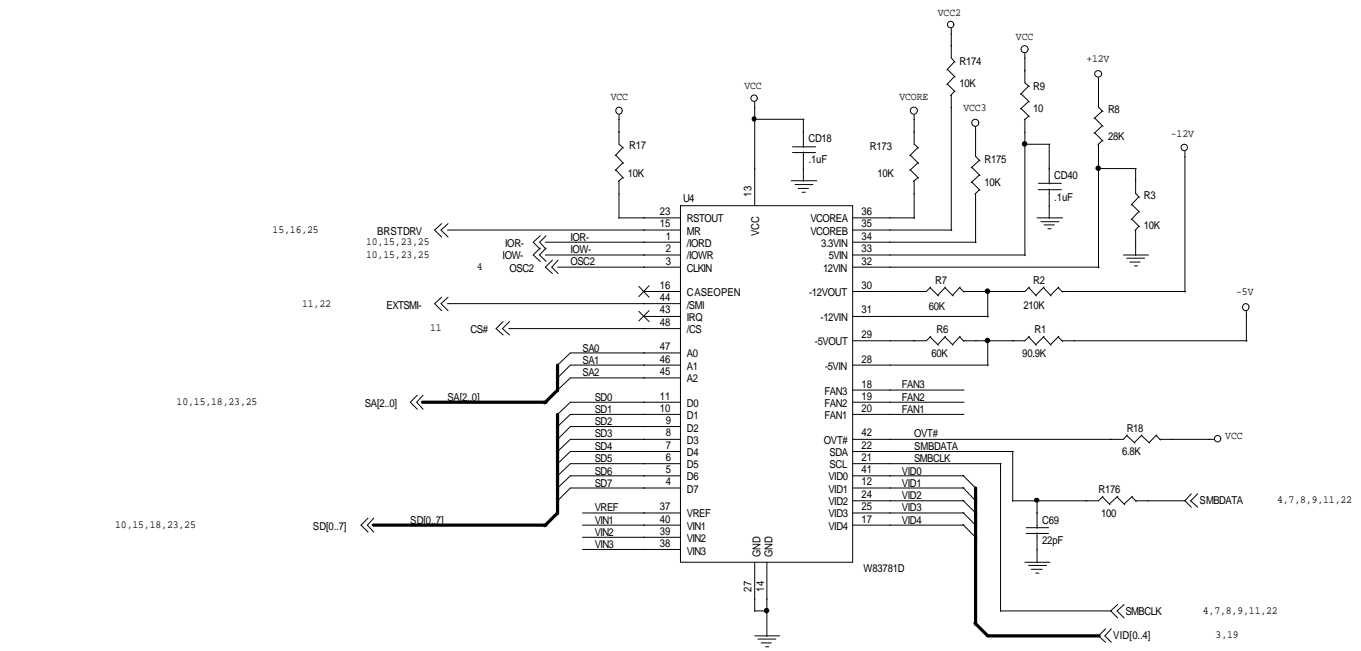 VCC2
VCC
R174
10K
+12V
VCC
VCC
VCORE
VCC3
R9
10
R8
28K
-12V
R17
10K
CD18
.1uF
R173
10K
R175
10K
CD40
.1uF
R3
10K
U4
13
VCC
23 RSTOUT
VCOREA 36
15,16,25 BRSTDRV 15 MR
VCOREB 35
10,15,23,25 IOR- IOR- 1 /IORD
3.3VIN 34
10,15,23,25 IOW- IOW- 2 /IOWR
5VIN 33
4 OSC2 OSC2 3 CLKIN
12VIN 32
16 CASEOPEN
-12VOUT 30 R7 60K R2 210K
11,22 EXTSMI- 44 /SMI
43 IRQ
-12VIN 31
-5V
11 CS# 48 /CS
-5VOUT 29 R6 60K R1 90.9K
SA0 47 A0
SA1 46 A1
-5VIN 28
SA2 45 A2
FAN3 18 FAN3
10,15,18,23,25 SA[2..0] SA[2..0]
FAN2 19 FAN2
SD0 11 D0
FAN1 20 FAN1
SD1 10 D1
SD2 9 D2
SD3 8 D3
OVT# 42 OVT# R18 6.8K VCC
SD4 7 D4
SDA 22 SMBDATA
SD5 6 D5
SCL 21 SMBCLK
SD6 5 D6
VID0 41 VID0
SD7 4 D7
VID1 12 VID1
VID2 24 VID2
R176 100 SMBDATA 4,7,8,9,11,22
VREF 37 VREF
VID3 25 VID3
10,15,18,23,25 SD[0..7] SD[0..7]
VIN1 40 VIN1
VID4 17 VID4
VIN2 39 VIN2
C69
22pF
VIN3 38 VIN3
GND
GND
W83781D
27
14
SMBCLK 4,7,8,9,11,22
VID[0..4] 3,19